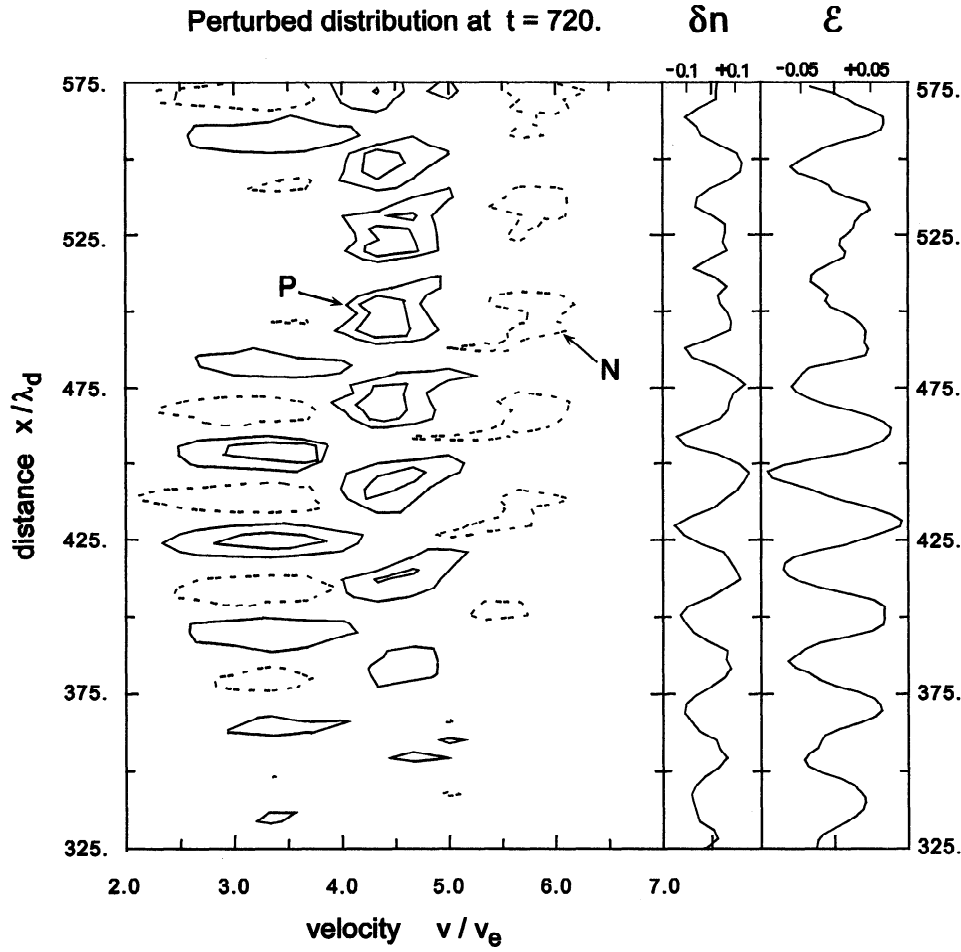 Perturbed distribution at t = 720. δn ℰ
−0.1 +0.1 −0.05 +0.05
575. 575.
525. 525.
P
N
475. 475.
distance x/λd
425. 425.
375. 375.
325. 325.
2.0 3.0 4.0 5.0 6.0 7.0
velocity v/ve